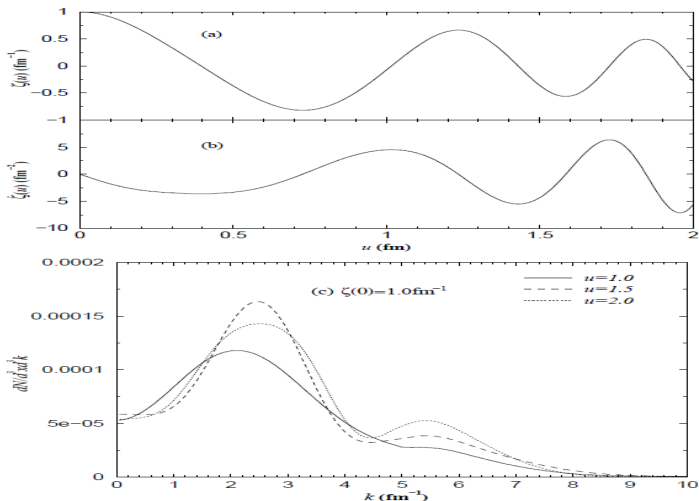 1
0.5
0
-0.5
-1
ζ(u) (fm⁻¹)
(a)
5
0
-5
-10
ζ̇(u) (fm⁻²)
(b)
0 0.5 1 1.5 2
u (fm)
0.0002
0.00015
0.0001
5e-05
0
dN/d³xd³k
(c) ζ(0)=1.0fm⁻¹
u=1.0
u=1.5
u=2.0
0 1 2 3 4 5 6 7 8 9 10
k (fm⁻¹)